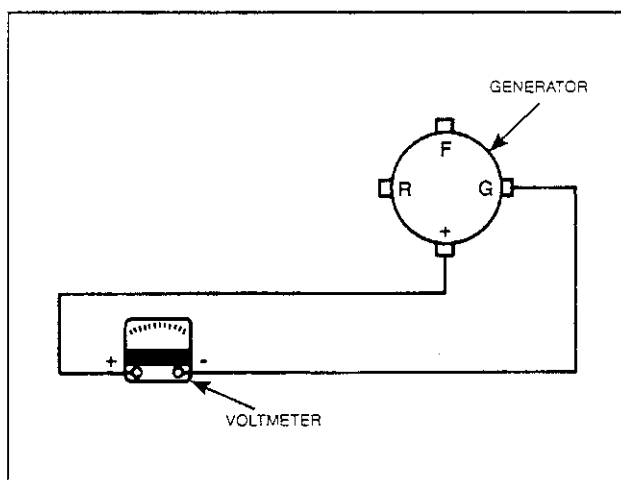 GENERATOR
F
R G
+
+ -
VOLTMETER